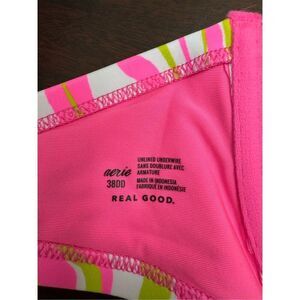 aerie
38DD
UNLINED UNDERWIRE
SANS DOUBLURE AVEC
ARMATURE
MADE IN INDONESIA
FABRIQUÉ EN INDONÉSIE
REAL GOOD.